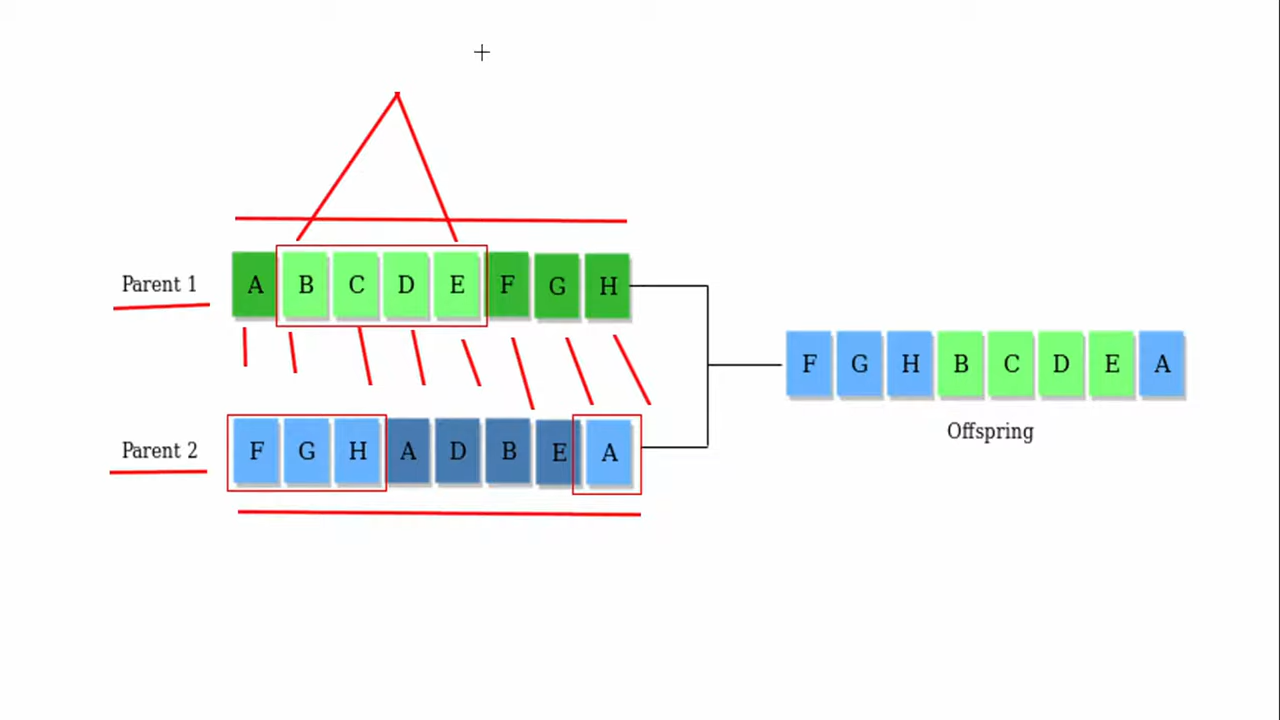 Parent 1 A B C D E F G H
F G H B C D E A
Offspring
Parent 2 F G H A D B E A